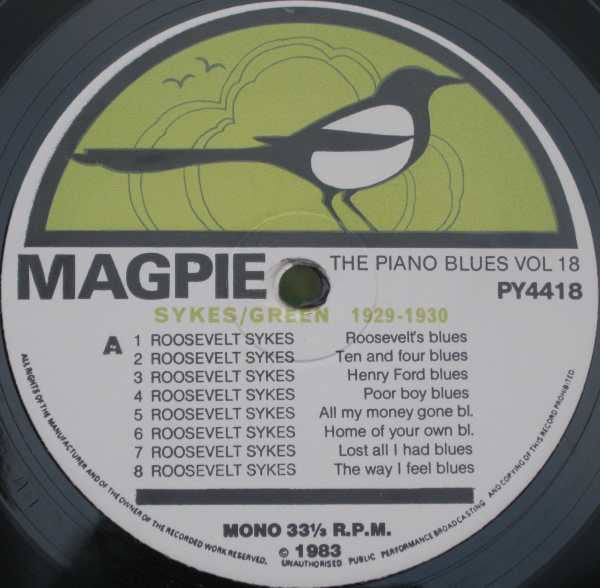 MAGPIE
THE PIANO BLUES VOL 18
PY4418
SYKES/GREEN 1929-1930
A
1 ROOSEVELT SYKES Roosevelt's blues
2 ROOSEVELT SYKES Ten and four blues
3 ROOSEVELT SYKES Henry Ford blues
4 ROOSEVELT SYKES Poor boy blues
5 ROOSEVELT SYKES All my money gone bl.
6 ROOSEVELT SYKES Home of your own bl.
7 ROOSEVELT SYKES Lost all I had blues
8 ROOSEVELT SYKES The way I feel blues
MONO 33⅓ R.P.M.
© 1983
ALL RIGHTS OF THE MANUFACTURER AND OF THE OWNER OF THE RECORDED WORK RESERVED. UNAUTHORISED PUBLIC PERFORMANCE BROADCASTING AND COPYING OF THIS RECORD PROHIBITED